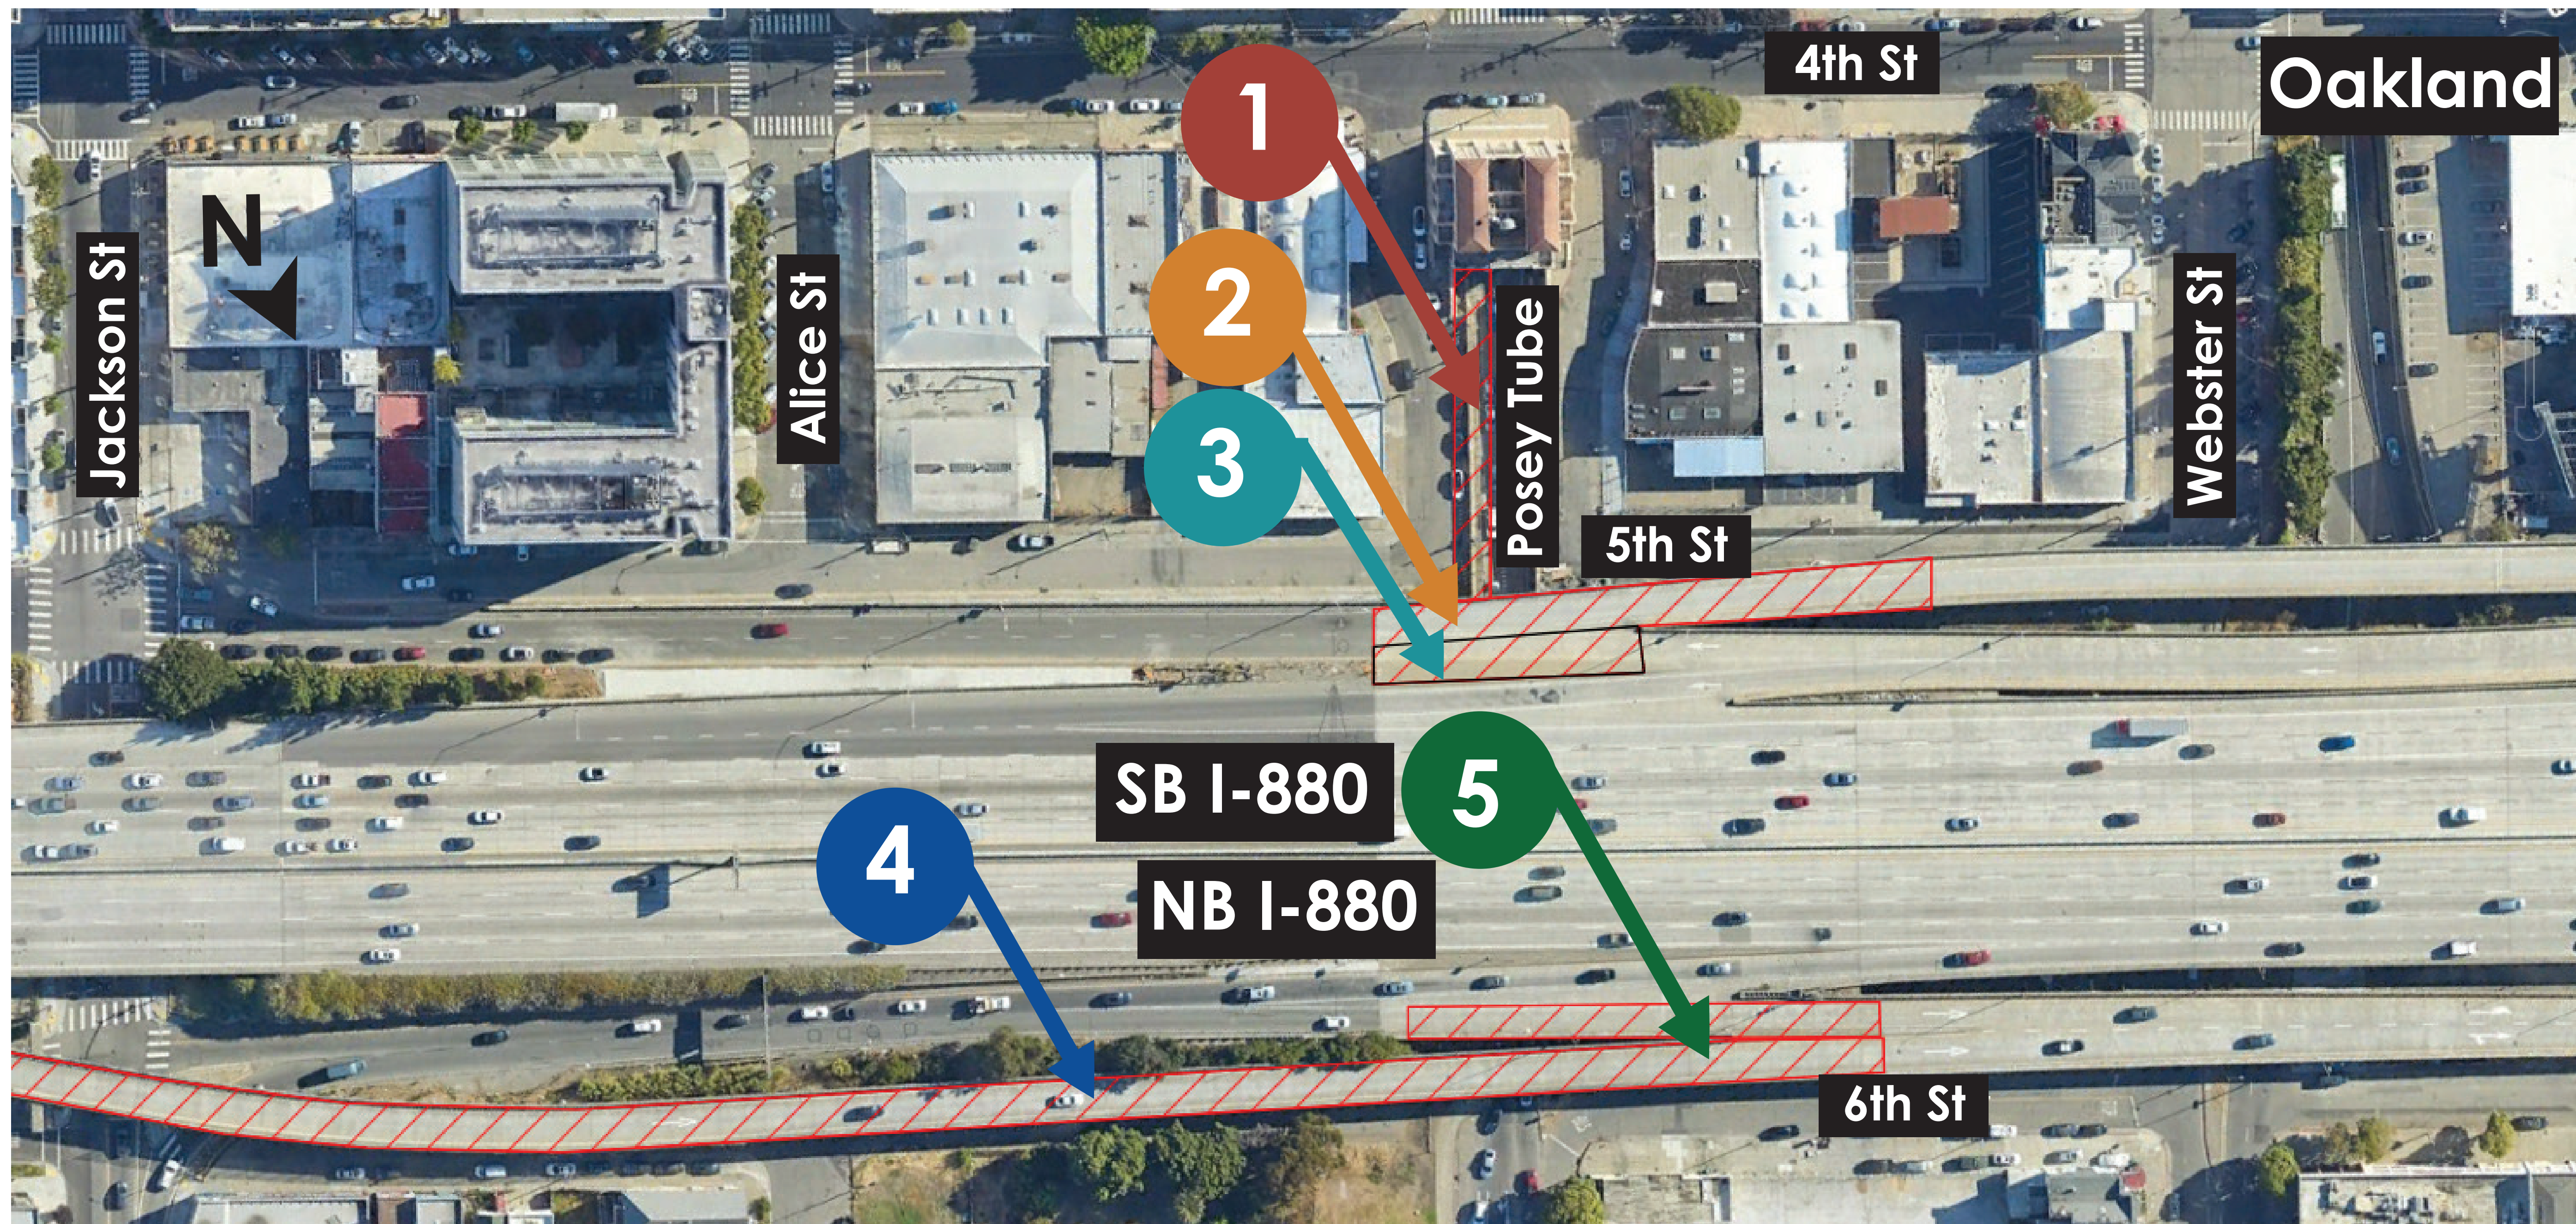 4th St
Oakland
1
N
2
Jackson St
Alice St
Posey Tube
Webster St
3
5th St
SB I-880
5
4
NB I-880
6th St